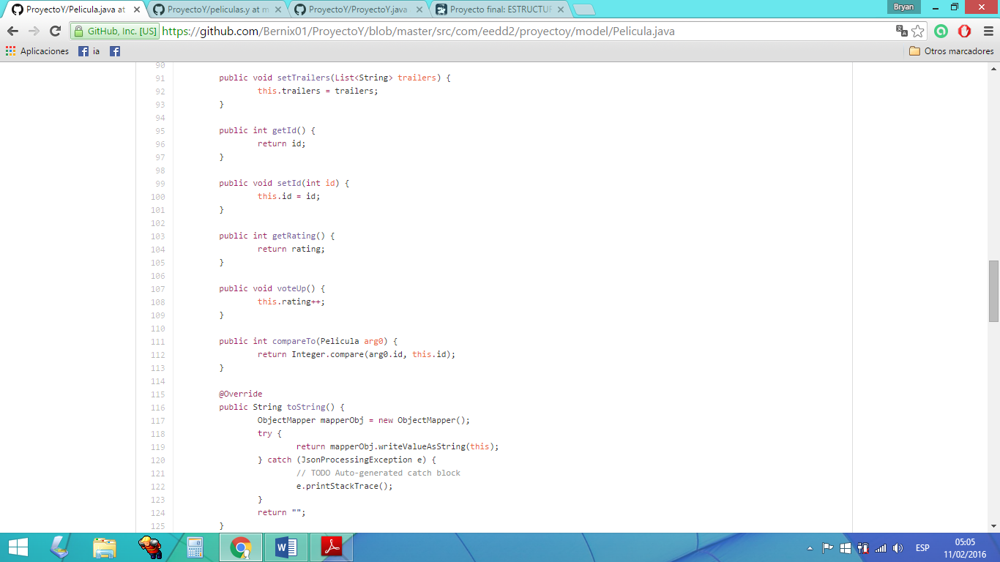 ProyectoY/Pelicula.java at
ProyectoY/peliculas.y at m
ProyectoY/ProyectoY.java
Proyecto final: ESTRUCTUR
Bryan
GitHub, Inc. [US]
https://github.com/Bernix01/ProyectoY/blob/master/src/com/eedd2/proyectoy/model/Pelicula.java
Aplicaciones
ia
Otros marcadores
90
91 public void setTrailers(List<String> trailers) {
92 this.trailers = trailers;
93 }
94
95 public int getId() {
96 return id;
97 }
98
99 public void setId(int id) {
100 this.id = id;
101 }
102
103 public int getRating() {
104 return rating;
105 }
106
107 public void voteUp() {
108 this.rating++;
109 }
110
111 public int compareTo(Pelicula arg0) {
112 return Integer.compare(arg0.id, this.id);
113 }
114
115 @Override
116 public String toString() {
117 ObjectMapper mapperObj = new ObjectMapper();
118 try {
119 return mapperObj.writeValueAsString(this);
120 } catch (JsonProcessingException e) {
121 // TODO Auto-generated catch block
122 e.printStackTrace();
123 }
124 return "";
125 }
ESP
05:05
11/02/2016